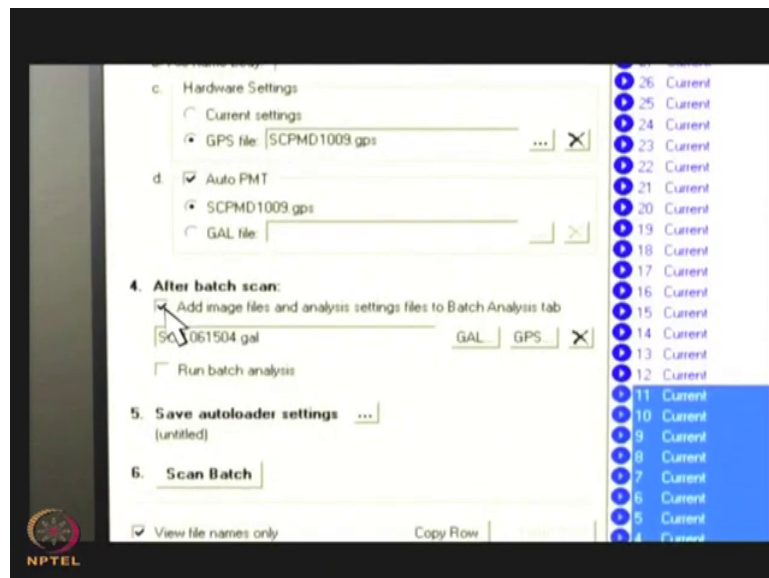 c. Hardware Settings
Current settings
GPS file: SCPMD1009.gps ...
d. Auto PMT
SCPMD1009.gps
GAL file:
4. After batch scan:
Add image files and analysis settings files to Batch Analysis tab
061504.gal GAL... GPS...
Run batch analysis
5. Save autoloader settings ...
(untitled)
6. Scan Batch
View file names only Copy Row
26 Current
25 Current
24 Current
23 Current
22 Current
21 Current
20 Current
19 Current
18 Current
17 Current
16 Current
15 Current
14 Current
13 Current
12 Current
11 Current
10 Current
9 Current
8 Current
7 Current
6 Current
5 Current
4 Current
NPTEL